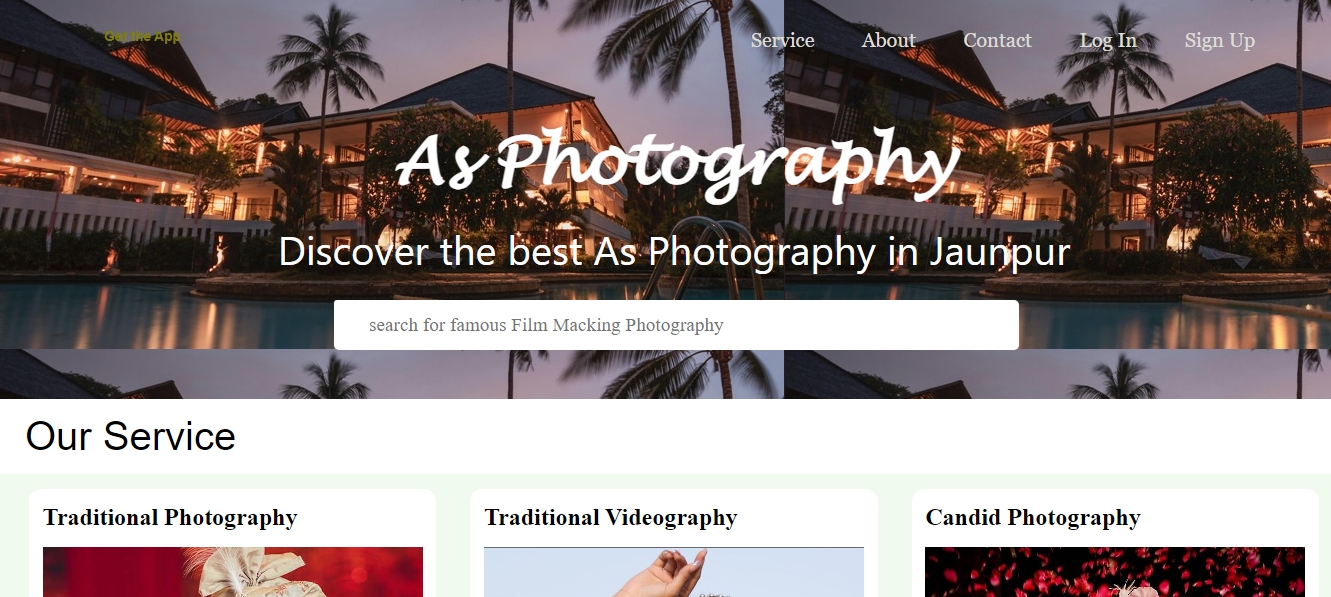 Get the App
Service About Contact Log In Sign Up
As Photography
Discover the best As Photography in Jaunpur
search for famous Film Macking Photography
Our Service
Traditional Photography
Traditional Videography
Candid Photography